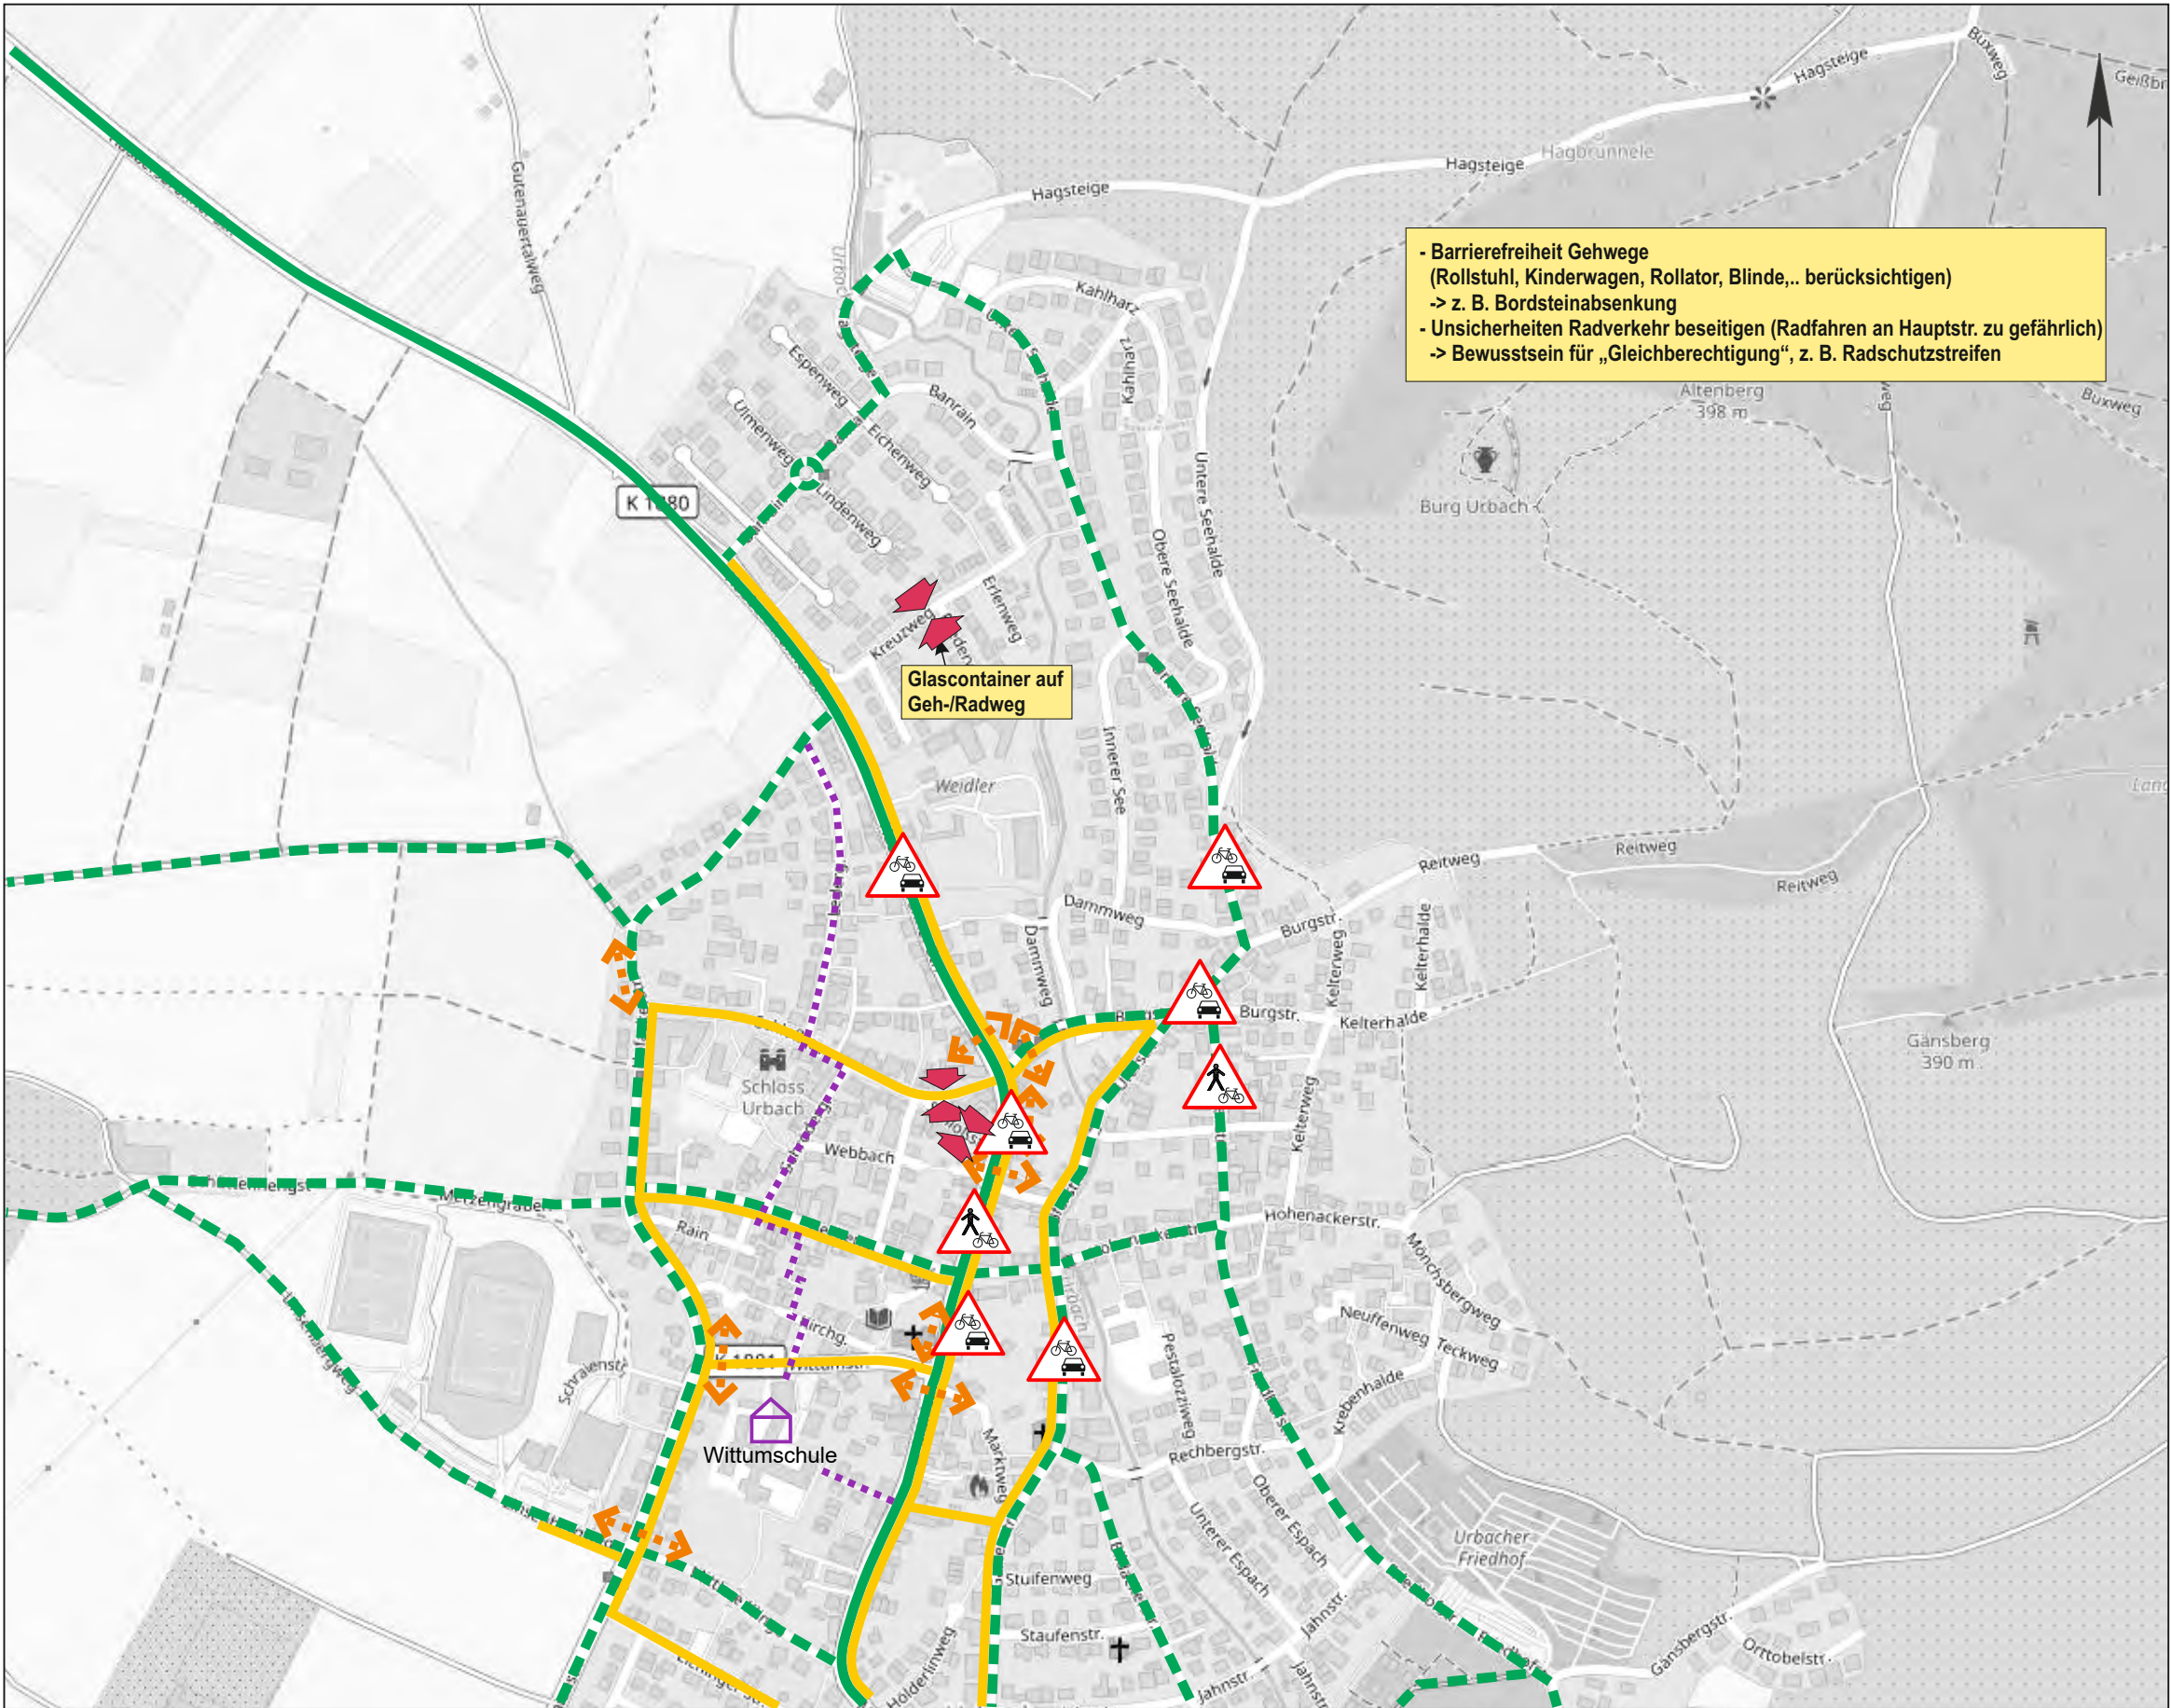 Buxweg
Hagsteige
Hagbrünnele
Hagsteige
Hagsteige
Gutenauertalweg
- Barrierefreiheit Gehwege
(Rollstuhl, Kinderwagen, Rollator, Blinde,.. berücksichtigen)
-> z. B. Bordsteinabsenkung
- Unsicherheiten Radverkehr beseitigen (Radfahren an Hauptstr. zu gefährlich)
-> Bewusstsein für „Gleichberechtigung“, z. B. Radschutzstreifen
Kahlharz
Kahlharz
Espenweg
Ulmenweg
Eichenweg
Banrain
Lindenweg
Altenberg
398 m
Buxweg
Burg Urbach
Untere Seehalde
Obere Seehalde
Erlenweg
Kreuzweg
Glascontainer auf
Geh-/Radweg
Innerer See
Weidler
Reitweg
Reitweg
Reitweg
Dammweg
Dammweg
Burgstr.
Kelterweg
Kelterhalde
Burgstr.
Kelterhalde
Gänsberg
390 m
Schloss
Urbach
Webbach
Kelterweg
Rain
Hohenackerstr.
Mönchsbergweg
Neuffenweg
Teckweg
Kirchg.
Schraienstr.
Pestalozziweg
Krebenhalde
Wittumschule
Marktweg
Rechbergstr.
Oberer Espach
Unterer Espach
Urbacher
Friedhof
Stuifenweg
Staufenstr.
Hölderlinweg
Jahnstr.
Jahnstr.
Gänsbergstr.
Orttobelstr.